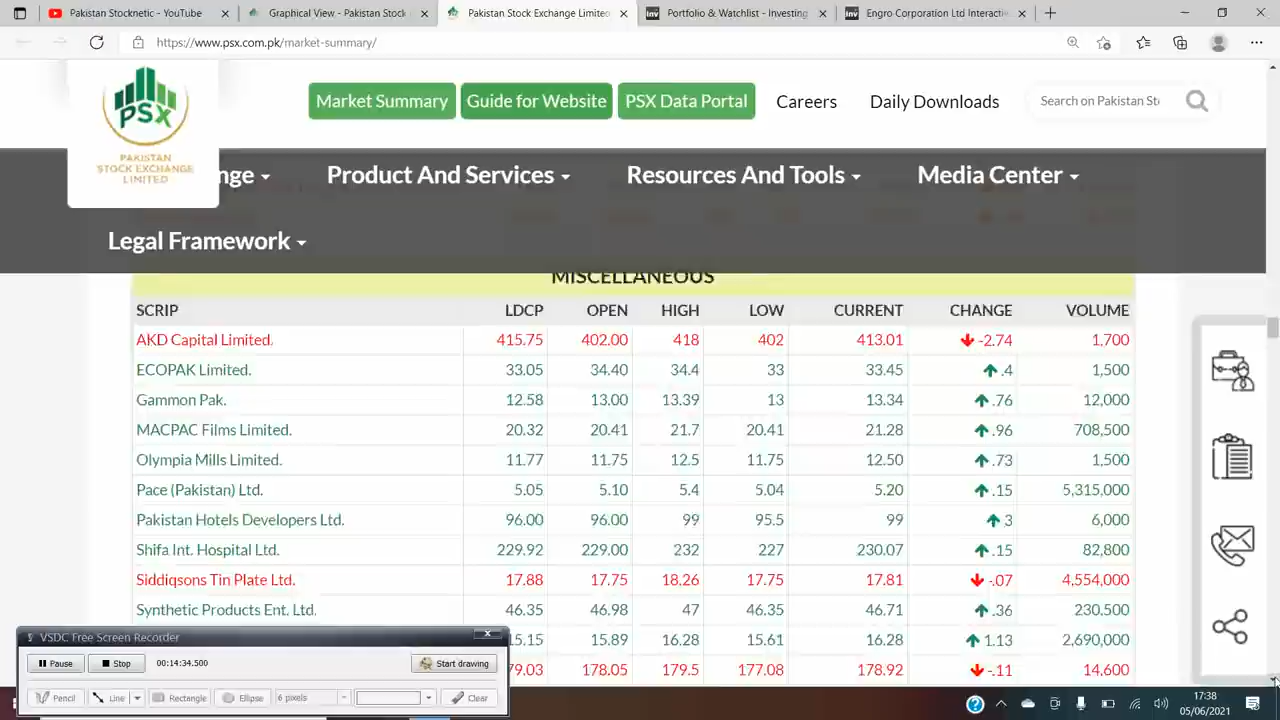 Pakistan Stocknetic - YouTube
Graphical View - Pakistan Stock
Pakistan Stock Exchange Limited
Portfolio & Watchlist - Investing
Engro Corporation Ltd Interacti
https://www.psx.com.pk/market-summary/
PSX
PAKISTAN
STOCK EXCHANGE
LIMITED
Market Summary
Guide for Website
PSX Data Portal
Careers
Daily Downloads
Search on Pakistan St
nge
Product And Services
Resources And Tools
Media Center
Legal Framework
MISCELLANEOUS
SCRIP LDCP OPEN HIGH LOW CURRENT CHANGE VOLUME
AKD Capital Limited. 415.75 402.00 418 402 413.01 -2.74 1,700
ECOPAK Limited. 33.05 34.40 34.4 33 33.45 .4 1,500
Gammon Pak. 12.58 13.00 13.39 13 13.34 .76 12,000
MACPAC Films Limited. 20.32 20.41 21.7 20.41 21.28 .96 708,500
Olympia Mills Limited. 11.77 11.75 12.5 11.75 12.50 .73 1,500
Pace (Pakistan) Ltd. 5.05 5.10 5.4 5.04 5.20 .15 5,315,000
Pakistan Hotels Developers Ltd. 96.00 96.00 99 95.5 99 3 6,000
Shifa Int. Hospital Ltd. 229.92 229.00 232 227 230.07 .15 82,800
Siddiqsons Tin Plate Ltd. 17.88 17.75 18.26 17.75 17.81 -.07 4,554,000
Synthetic Products Ent. Ltd. 46.35 46.98 47 46.35 46.71 .36 230,500
15.15 15.89 16.28 15.61 16.28 1.13 2,690,000
79.03 178.05 179.5 177.08 178.92 -.11 14,600
VSDC Free Screen Recorder
Pause Stop 00:14:34.500 Start drawing
Pencil Line Rectangle Ellipse 6 pixels Clear
17:38
05/06/2021